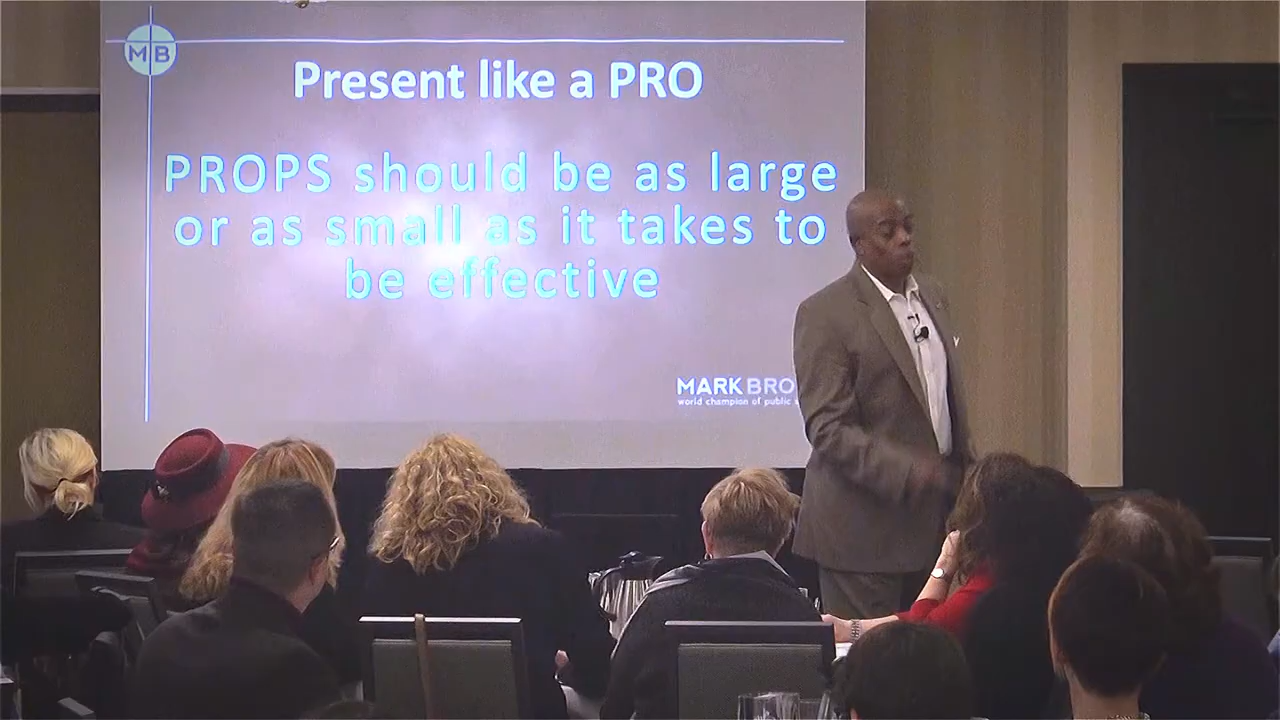 MB
Present like a PRO
PROPS should be as large
or as small as it takes to
be effective
MARK BRO
world champion of public